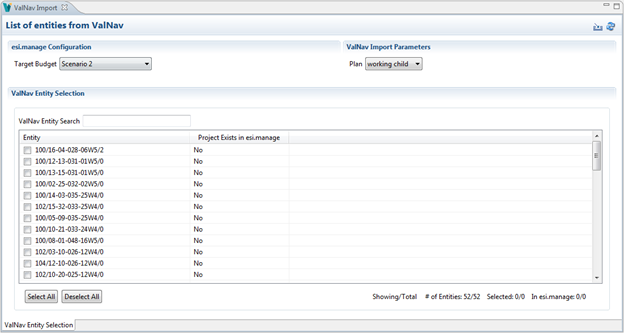 ValNav Import
List of entities from ValNav
esi.manage Configuration
ValNav Import Parameters
Target Budget Scenario 2
Plan working child
ValNav Entity Selection
ValNav Entity Search
Entity Project Exists in esi.manage
100/16-04-028-06W5/2 No
100/12-13-031-01W5/0 No
100/13-15-031-01W5/0 No
100/02-25-032-02W5/0 No
100/14-03-035-25W4/0 No
102/15-32-033-25W4/0 No
100/05-09-035-25W4/0 No
100/10-21-033-24W4/0 No
100/08-01-048-16W5/0 No
102/03-10-026-12W4/0 No
104/12-10-026-12W4/0 No
102/10-20-025-12W4/0 No
Select All Deselect All Showing/Total # of Entities: 52/52 Selected: 0/0 In esi.manage: 0/0
ValNav Entity Selection